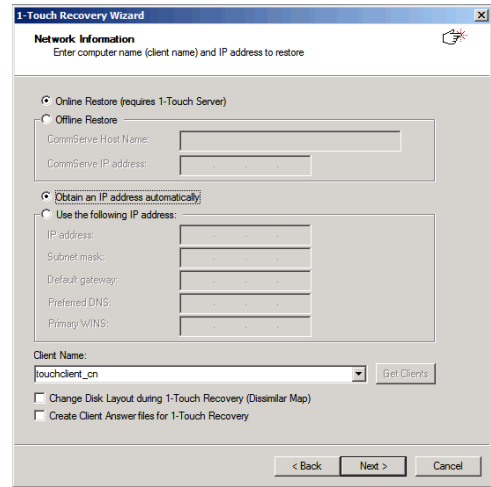 1-Touch Recovery Wizard
Network Information
Enter computer name (client name) and IP address to restore
Online Restore (requires 1-Touch Server)
Offline Restore
CommServe Host Name:
CommServe IP address:
Obtain an IP address automatically
Use the following IP address:
IP address:
Subnet mask:
Default gateway:
Preferred DNS:
Primary WINS:
Client Name:
touchclient_cn
Get Clients
Change Disk Layout during 1-Touch Recovery (Dissimilar Map)
Create Client Answer files for 1-Touch Recovery
< Back Next > Cancel